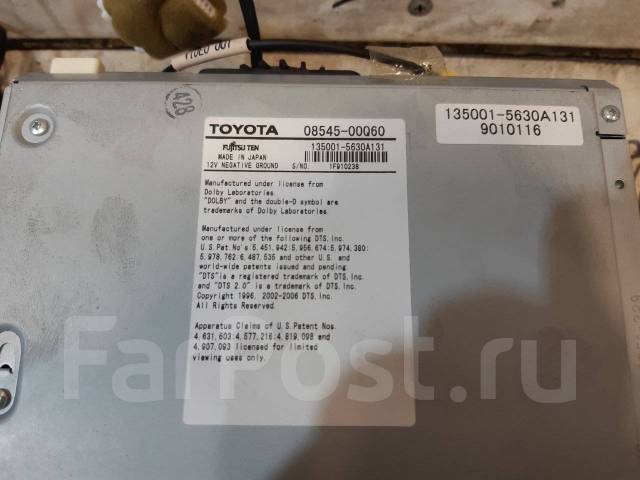 VIDEO OUT
428
TOYOTA 08545-00Q60
FUJITSU TEN 135001-5630A131
MADE IN JAPAN
12V NEGATIVE GROUND S/NO. 1F910238
Manufactured under license from
Dolby Laboratories.
"DOLBY" and the double-D symbol are
trademarks of Dolby Laboratories.
Manufactured under license from
one or more of the following DTS, Inc.
U.S.Pat.No's:5,451,942;5,956,674;5,974,380;
5,978,762;6,487,535 and other U.S. and
world-wide patents issued and pending.
"DTS"is a registered trademark of DTS, Inc.
and "DTS 2.0" is a trademark of DTS, Inc.
Copyright 1996, 2002-2006 DTS, Inc.
All Rights Reserved.
Apparatus Claims of U.S.Patent Nos.
4,631,603;4,577,216;4,819,098 and
4,907,093 licensed for limited
viewing uses only.
135001-5630A131
9010116
FarPost.ru